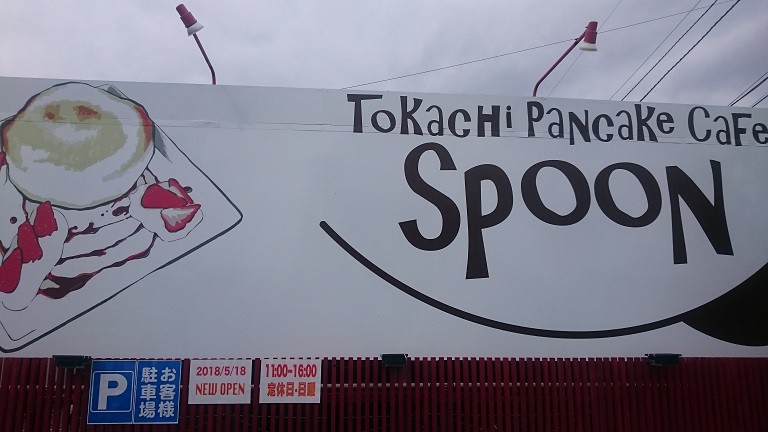 TOKACHI PANCAKE CAFE
SPOON
P
お客様
駐車場
2018/5/18
NEW OPEN
11:00~16:00
定休日・日曜